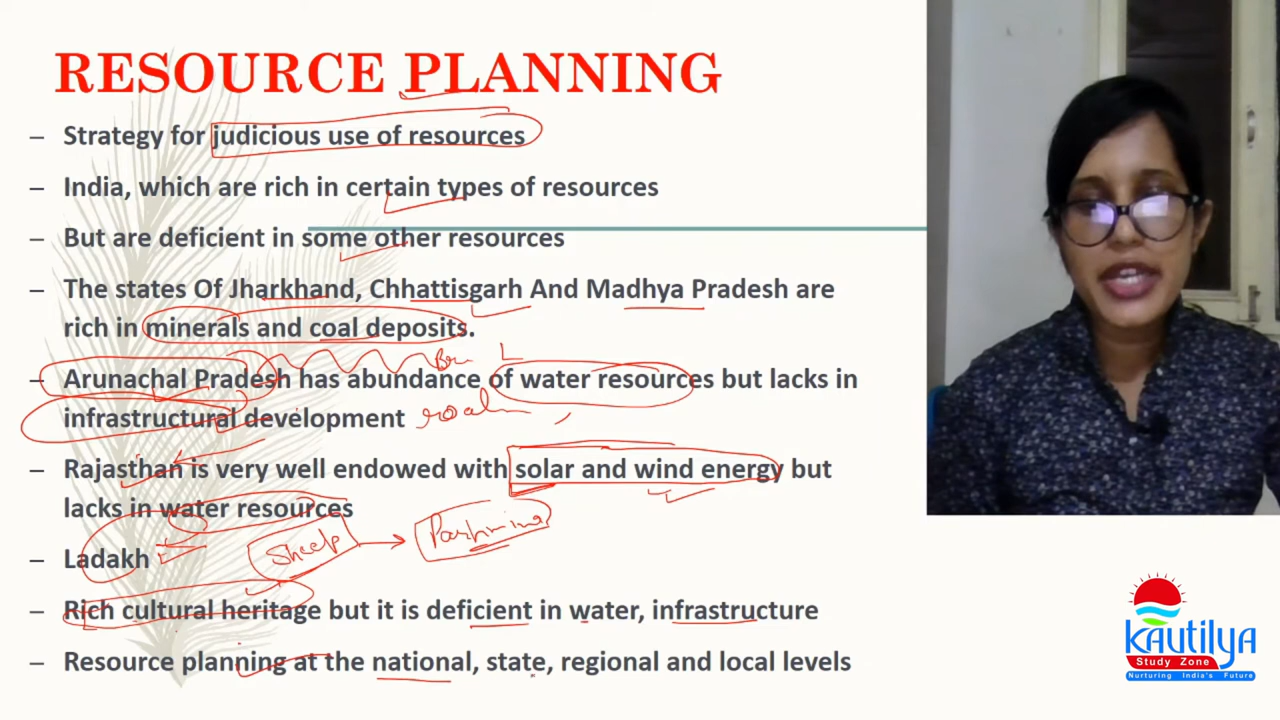 RESOURCE PLANNING
– Strategy for judicious use of resources
– India, which are rich in certain types of resources
– But are deficient in some other resources
– The states Of Jharkhand, Chhattisgarh And Madhya Pradesh are
rich in minerals and coal deposits.
– Arunachal Pradesh has abundance of water resources but lacks in
infrastructural development
– Rajasthan is very well endowed with solar and wind energy but
lacks in water resources
– Ladakh
Sheep
Pashmina
– Rich cultural heritage but it is deficient in water, infrastructure
– Resource planning at the national, state, regional and local levels
Kautilya
Study Zone
Nurturing India's Future